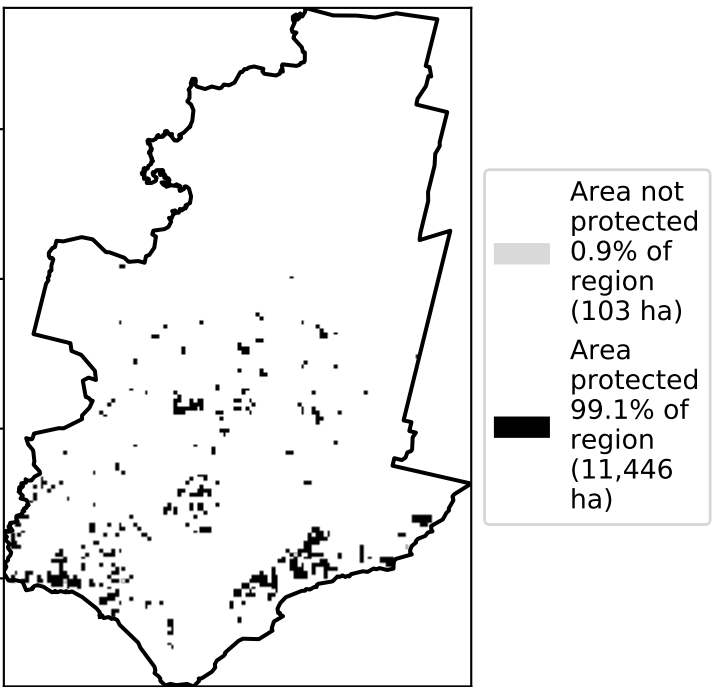 Area not
protected
0.9% of
region
(103 ha)
Area
protected
99.1% of
region
(11,446
ha)